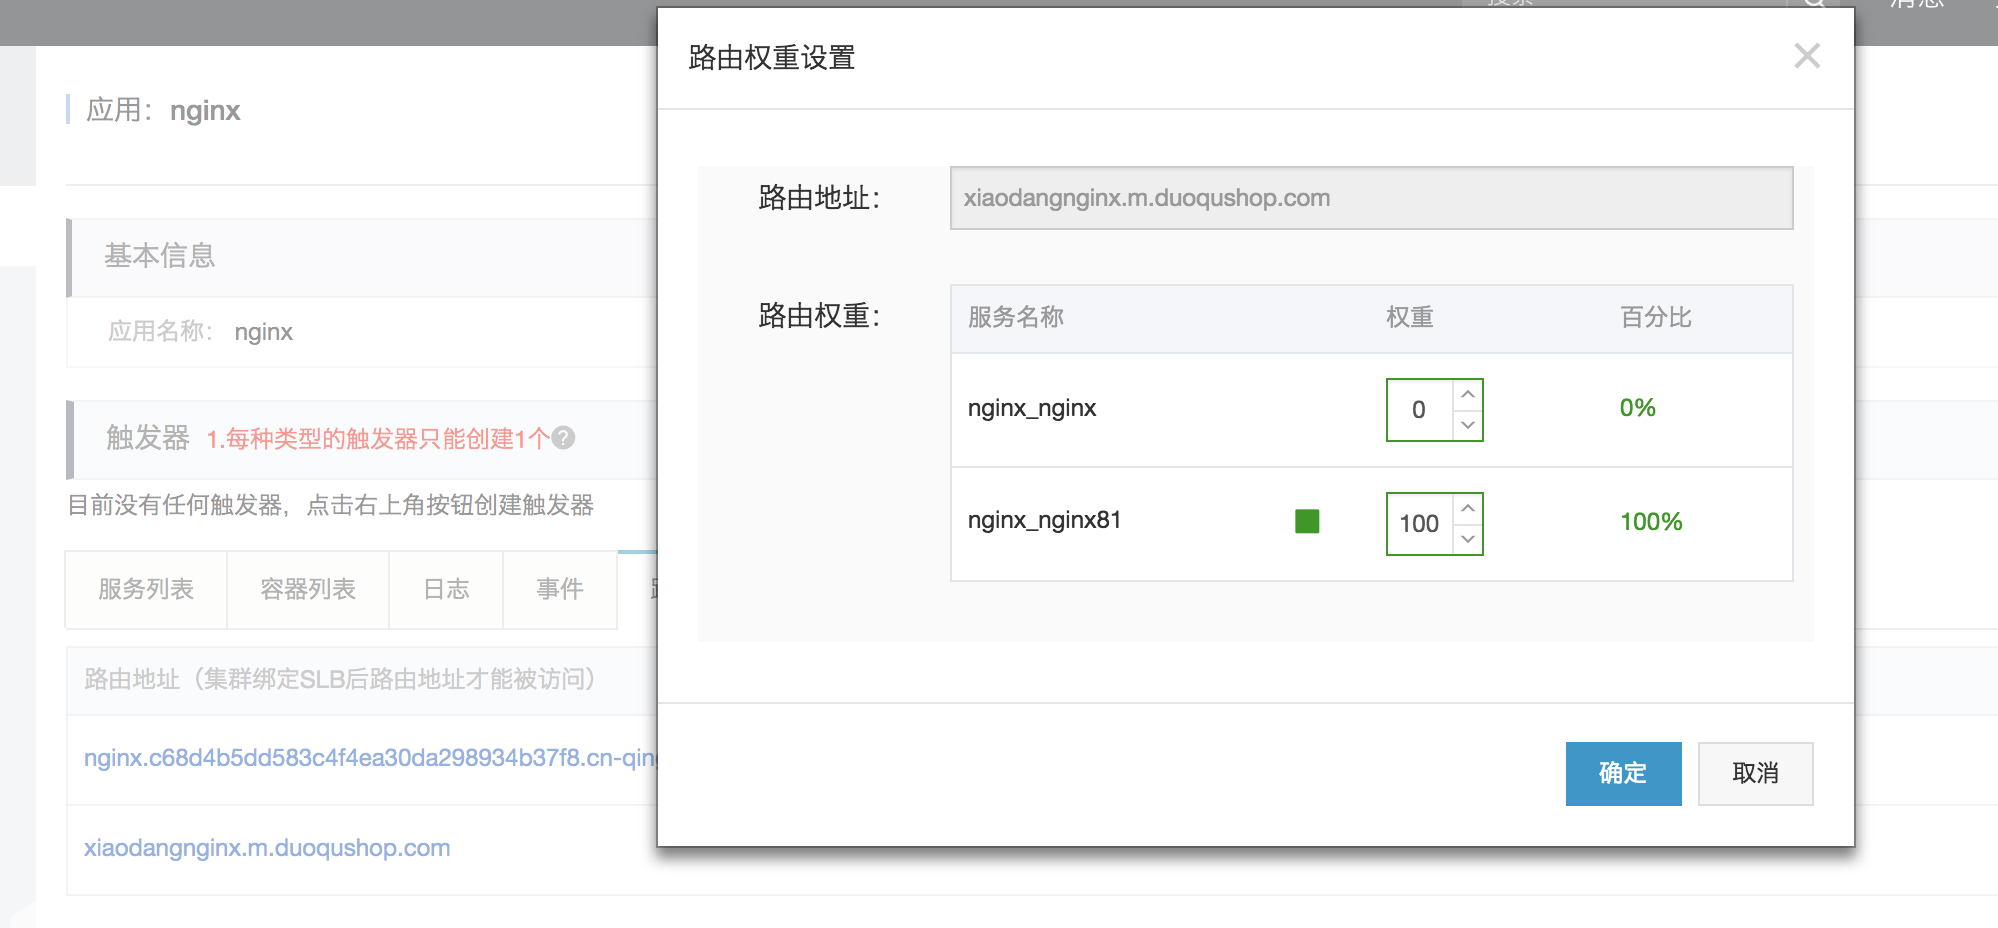 消息
应用：nginx
基本信息
应用名称： nginx
触发器 1.每种类型的触发器只能创建1个?
目前没有任何触发器，点击右上角按钮创建触发器
服务列表 容器列表 日志 事件
路由地址（集群绑定SLB后路由地址才能被访问）
nginx.c68d4b5dd583c4f4ea30da298934b37f8.cn-qing
xiaodangnginx.m.duoqushop.com
路由权重设置
路由地址： xiaodangnginx.m.duoqushop.com
路由权重： 服务名称 权重 百分比
nginx_nginx 0 0%
nginx_nginx81 100 100%
确定 取消